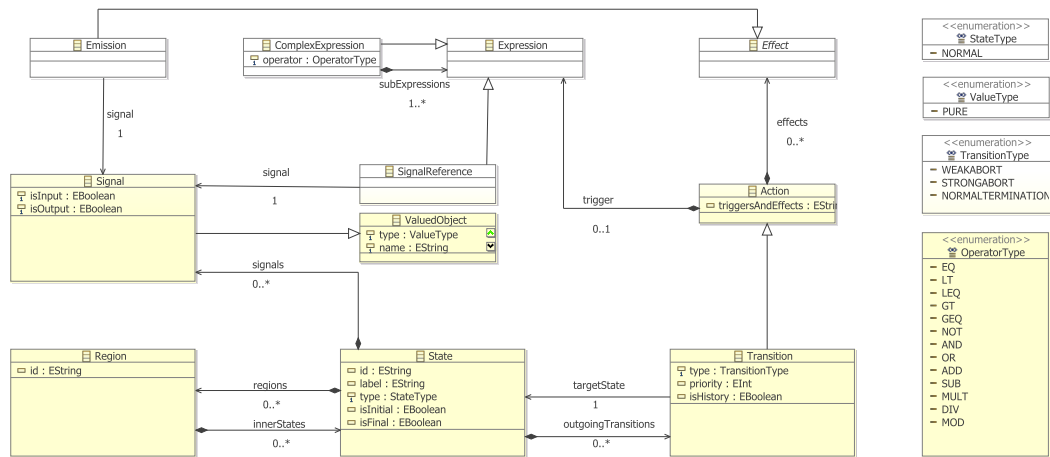 Emission
ComplexExpression
operator : OperatorType
Expression
Effect
<<enumeration>>
StateType
NORMAL
subExpressions
1..*
<<enumeration>>
ValueType
PURE
signal
1
effects
0..*
<<enumeration>>
TransitionType
WEAKABORT
STRONGABORT
NORMALTERMINATION
Signal
isInput : EBoolean
isOutput : EBoolean
signal
1
SignalReference
trigger
0..1
Action
triggersAndEffects : EStri
ValuedObject
type : ValueType
name : EString
<<enumeration>>
OperatorType
EQ
LT
LEQ
GT
GEQ
NOT
AND
OR
ADD
SUB
MULT
DIV
MOD
signals
0..*
Region
id : EString
regions
0..*
innerStates
0..*
State
id : EString
label : EString
type : StateType
isInitial : EBoolean
isFinal : EBoolean
targetState
1
outgoingTransitions
0..*
Transition
type : TransitionType
priority : EInt
isHistory : EBoolean